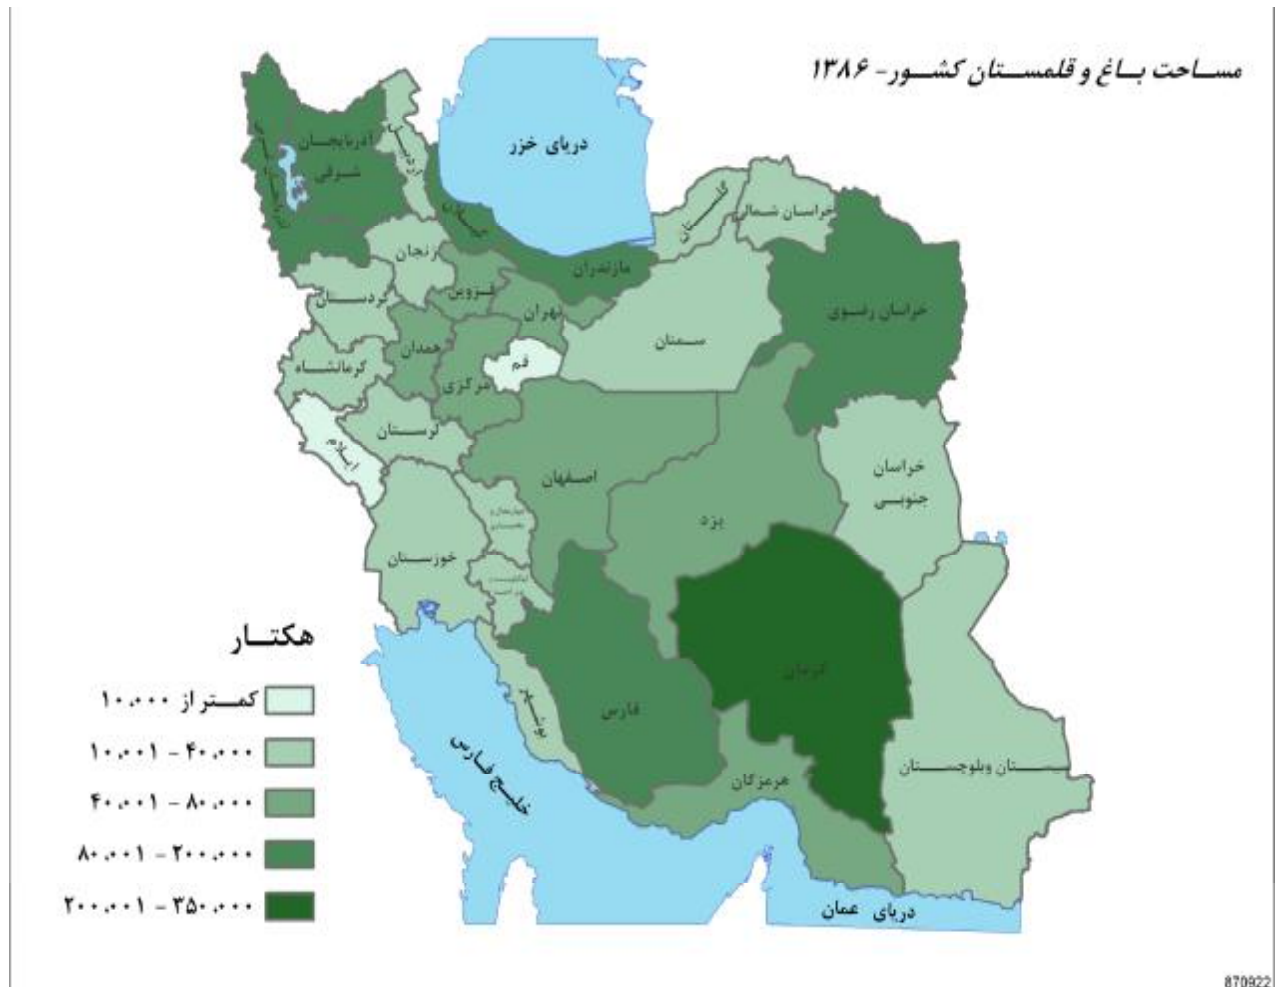 مساحت باغ و قلمستان کشور - ۱۳۸۶
دریای خزر
آذربایجان
شرقی
گلستان
خراسان شمالی
زنجان
مازندران
قزوین
کردستان
تهران
خراسان رضوی
سمنان
همدان
قم
کرمانشاه
مرکزی
لرستان
ایلام
خراسان
جنوبی
اصفهان
یزد
خوزستان
کرمان
فارس
بوشهر
هرمزگان
سیستان وبلوچستان
خلیج فارس
دریای عمان
هکتار
کمتر از ۱۰،۰۰۰
۱۰،۰۰۱ - ۴۰،۰۰۰
۴۰،۰۰۱ - ۸۰،۰۰۰
۸۰،۰۰۱ - ۲۰۰،۰۰۰
۲۰۰،۰۰۱ - ۳۵۰،۰۰۰
870922